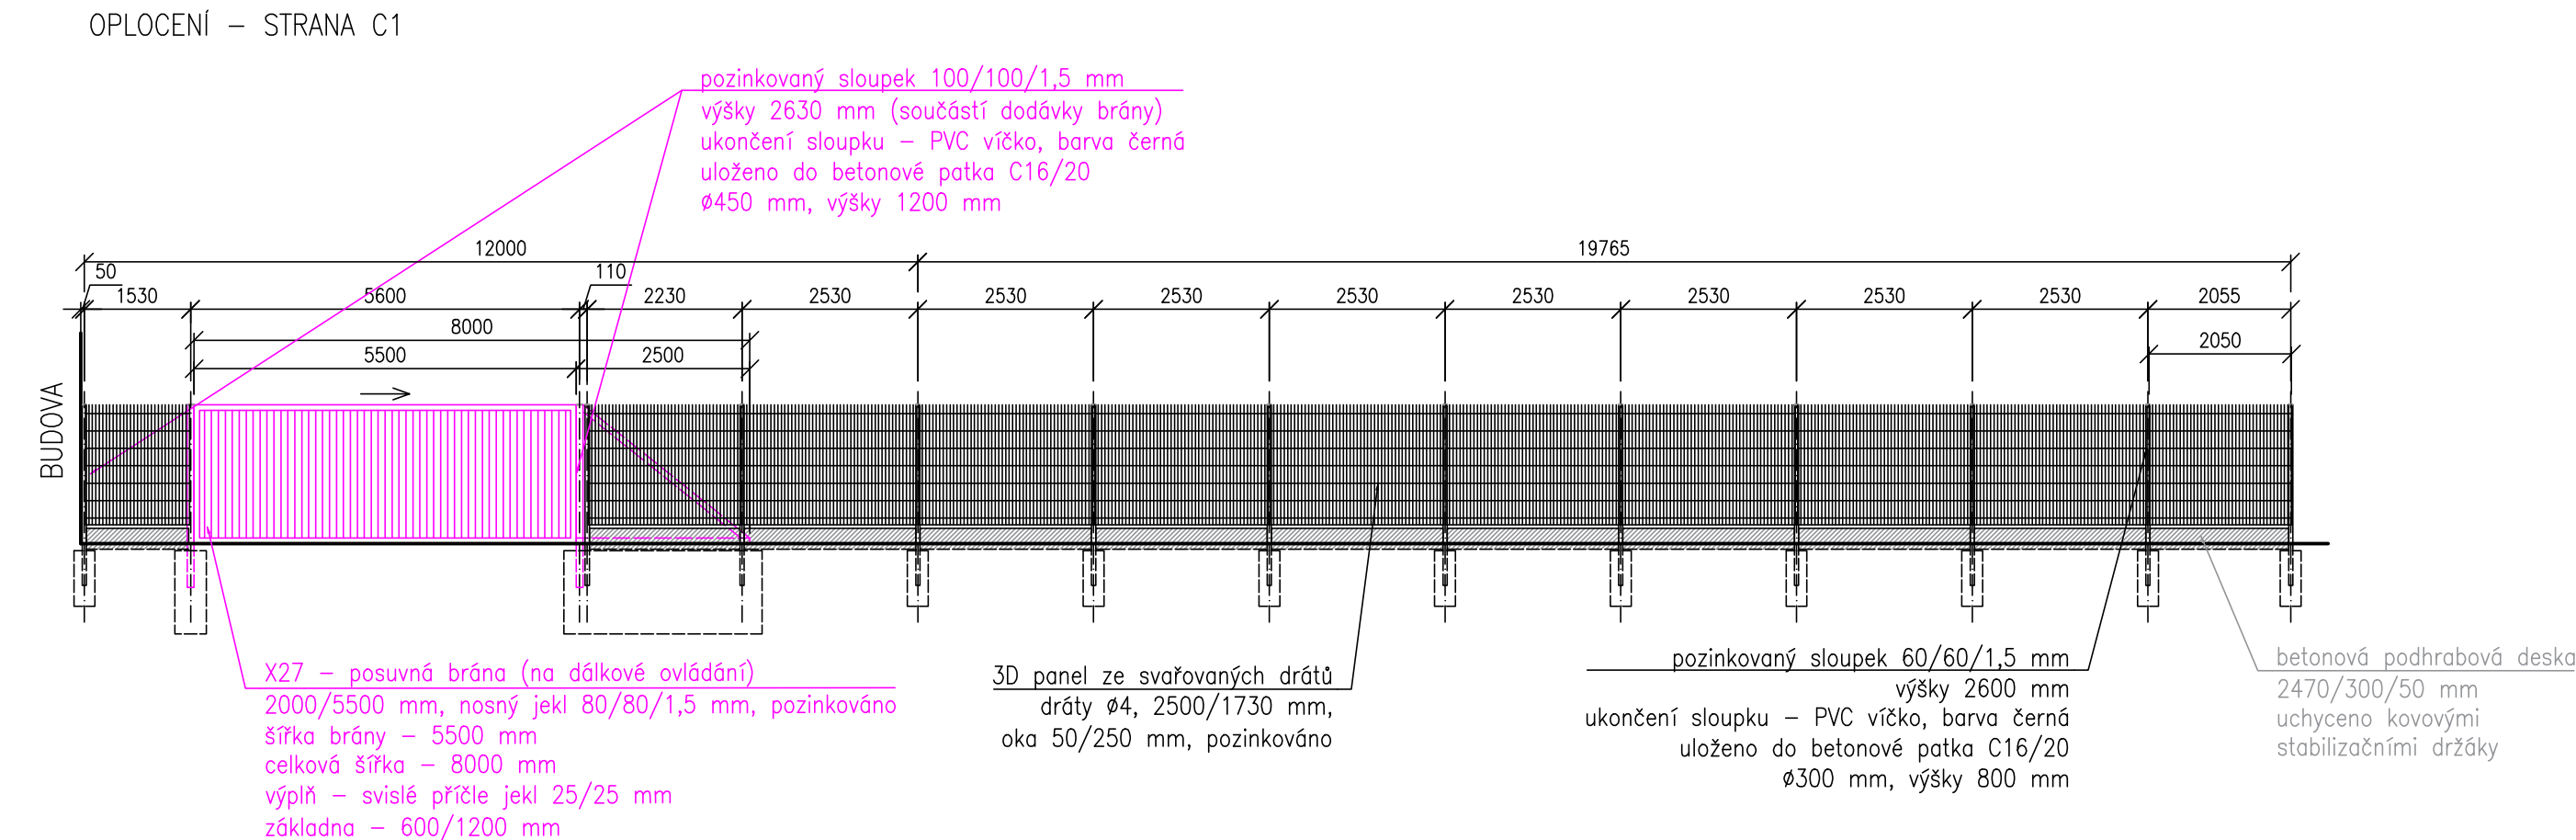 OPLOCENÍ – STRANA C1
pozinkovaný sloupek 100/100/1,5 mm
výšky 2630 mm (součástí dodávky brány)
ukončení sloupku – PVC víčko, barva černá
uloženo do betonové patka C16/20
ø450 mm, výšky 1200 mm
12000
19765
50
110
1530
5600
2230
2530
2530
2530
2530
2530
2530
2530
2530
2055
8000
5500
2500
2050
BUDOVA
X27 – posuvná brána (na dálkové ovládání)
2000/5500 mm, nosný jekl 80/80/1,5 mm, pozinkováno
šířka brány – 5500 mm
celková šířka – 8000 mm
výplň – svislé příčle jekl 25/25 mm
základna – 600/1200 mm
3D panel ze svařovaných drátů
dráty ø4, 2500/1730 mm,
oka 50/250 mm, pozinkováno
pozinkovaný sloupek 60/60/1,5 mm
výšky 2600 mm
ukončení sloupku – PVC víčko, barva černá
uloženo do betonové patka C16/20
ø300 mm, výšky 800 mm
betonová podhrabová deska
2470/300/50 mm
uchyceno kovovými
stabilizačními držáky